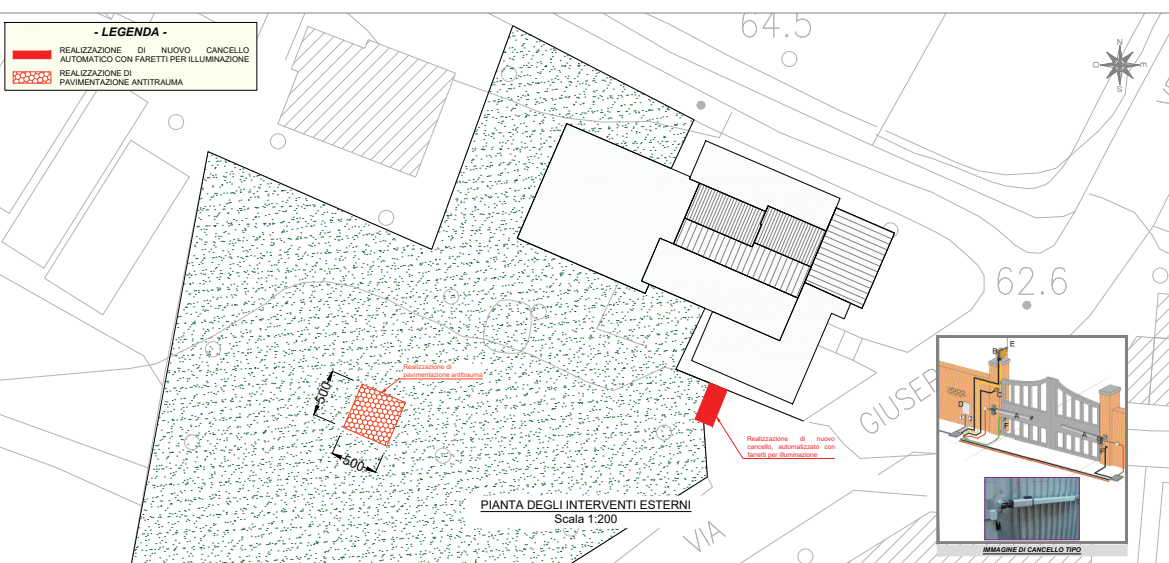 - LEGENDA -
REALIZZAZIONE DI NUOVO CANCELLO
AUTOMATICO CON FARETTI PER ILLUMINAZIONE
REALIZZAZIONE DI
PAVIMENTAZIONE ANTITRAUMA
64.5
N
O E
S
62.6
Realizzazione di
pavimentazione antitrauma
500
500
GIUSEP
Realizzazione di nuovo
cancello, automatizzato con
farretti per illuminazione
PIANTA DEGLI INTERVENTI ESTERNI
Scala 1:200
VIA
E
B
C
D
A
F
A
IMMAGINE DI CANCELLO TIPO